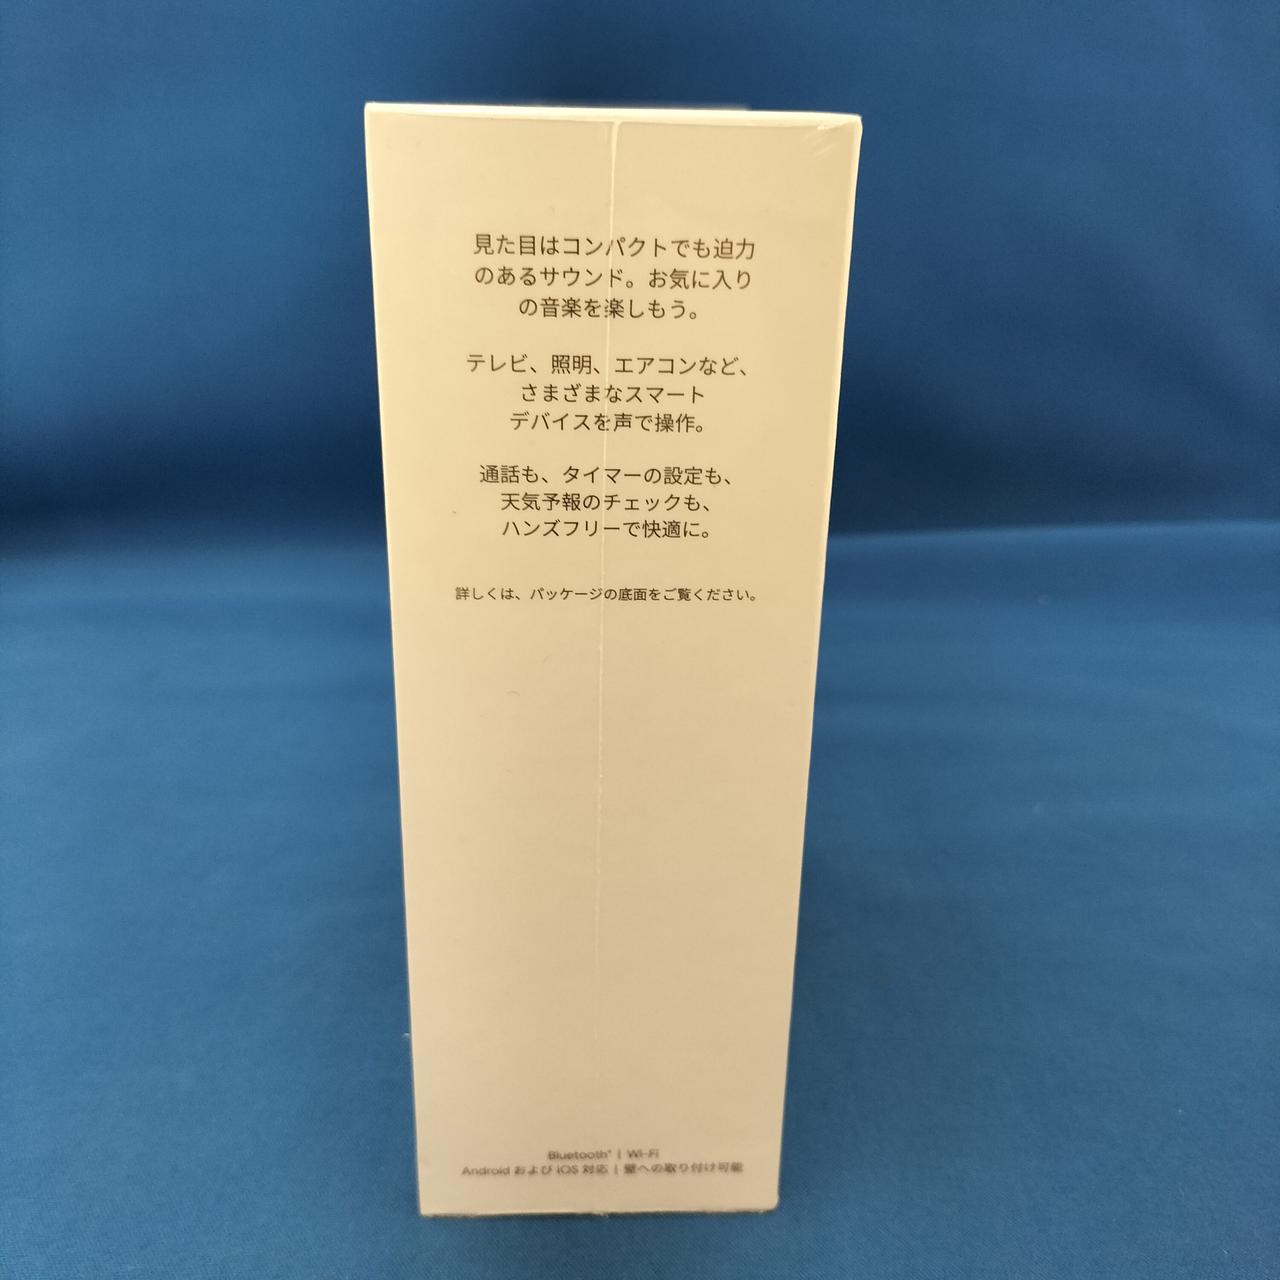 見た目はコンパクトでも迫力
のあるサウンド。お気に入り
の音楽を楽しもう。
テレビ、照明、エアコンなど、
さまざまなスマート
デバイスを声で操作。
通話も、タイマーの設定も、
天気予報のチェックも、
ハンズフリーで快適に。
詳しくは、パッケージの底面をご覧ください。
Bluetooth® | Wi-Fi
Android および iOS 対応 | 壁への取り付け可能